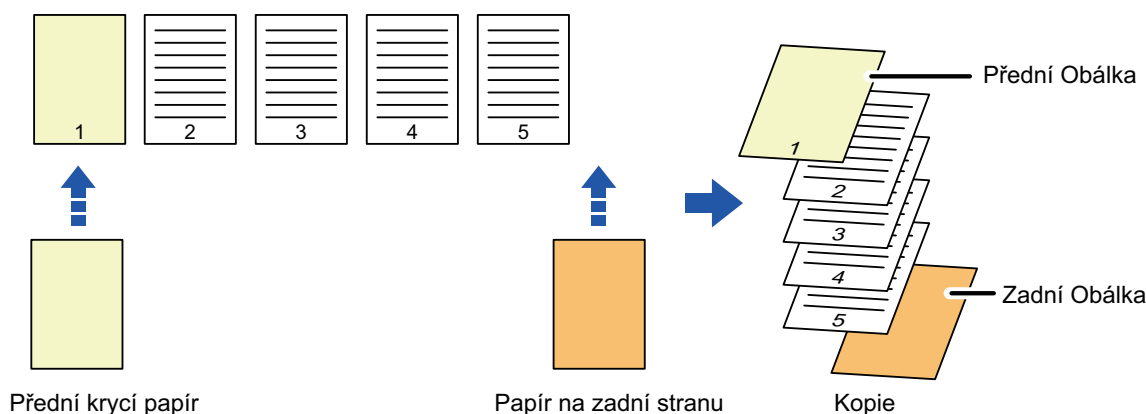 1 2 3 4 5
Přední Obálka
1
2
3
4
5
Zadní Obálka
Přední krycí papír
Papír na zadní stranu
Kopie